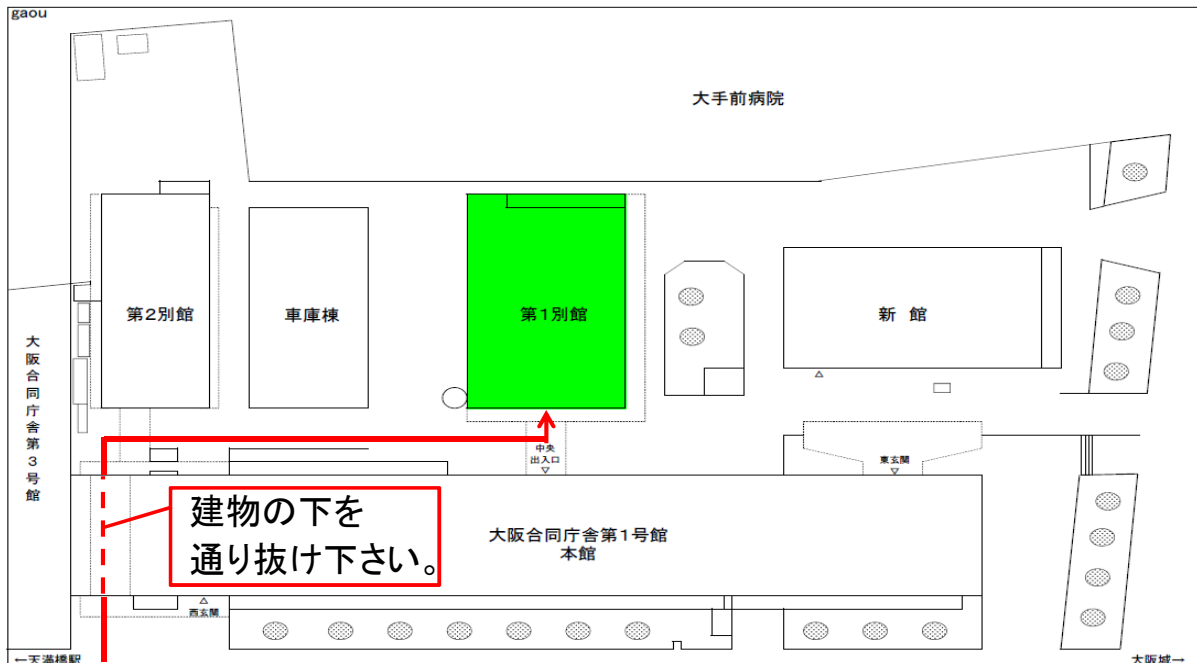 gaou
大手前病院
第2別館
車庫棟
第1別館
新 館
大阪合同庁舎第3号館
中央
出入口
東玄関
建物の下を
通り抜け下さい。
大阪合同庁舎第1号館
本館
西玄関
←天満橋駅
大阪城→